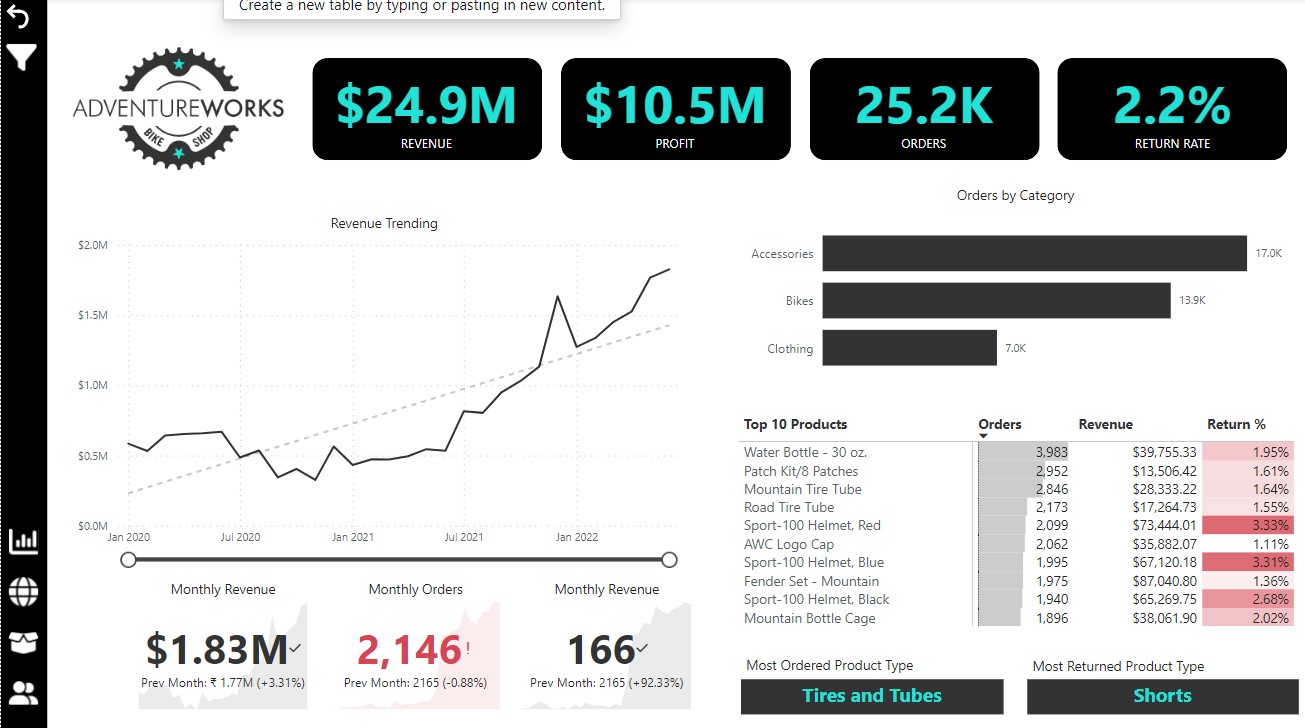 Create a new table by typing or pasting in new content.
ADVENTUREWORKS
BIKE SHOP
$24.9M
REVENUE
$10.5M
PROFIT
25.2K
ORDERS
2.2%
RETURN RATE
Revenue Trending
$2.0M
$1.5M
$1.0M
$0.5M
$0.0M
Jan 2020 Jul 2020 Jan 2021 Jul 2021 Jan 2022
Orders by Category
Accessories 17.0K
Bikes 13.9K
Clothing 7.0K
Top 10 Products Orders Revenue Return %
Water Bottle - 30 oz. 3,983 $39,755.33 1.95%
Patch Kit/8 Patches 2,952 $13,506.42 1.61%
Mountain Tire Tube 2,846 $28,333.22 1.64%
Road Tire Tube 2,173 $17,264.73 1.55%
Sport-100 Helmet, Red 2,099 $73,444.01 3.33%
AWC Logo Cap 2,062 $35,882.07 1.11%
Sport-100 Helmet, Blue 1,995 $67,120.18 3.31%
Fender Set - Mountain 1,975 $87,040.80 1.36%
Sport-100 Helmet, Black 1,940 $65,269.75 2.68%
Mountain Bottle Cage 1,896 $38,061.90 2.02%
Monthly Revenue
$1.83M
Prev Month: ₹ 1.77M (+3.31%)
Monthly Orders
2,146!
Prev Month: 2165 (-0.88%)
Monthly Revenue
166
Prev Month: 2165 (+92.33%)
Most Ordered Product Type
Tires and Tubes
Most Returned Product Type
Shorts